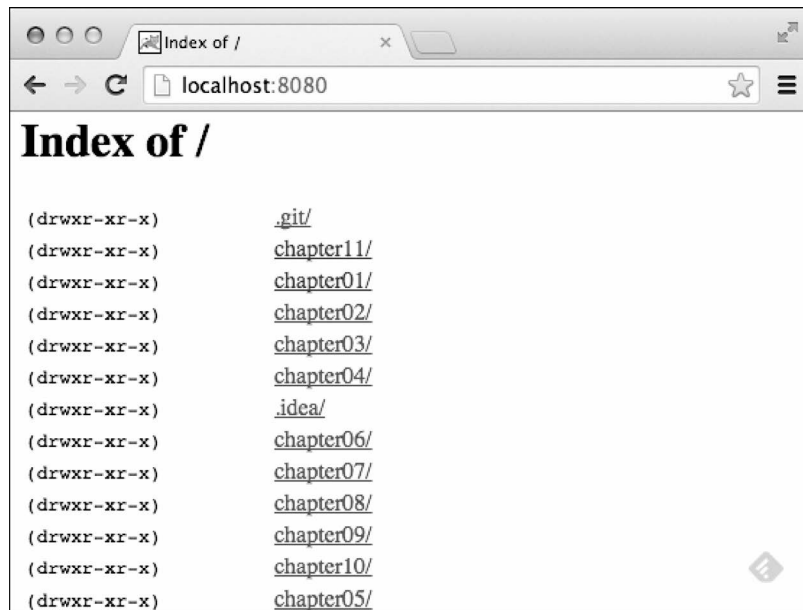 Index of /
localhost:8080
Index of /
(drwxr-xr-x) .git/
(drwxr-xr-x) chapter11/
(drwxr-xr-x) chapter01/
(drwxr-xr-x) chapter02/
(drwxr-xr-x) chapter03/
(drwxr-xr-x) chapter04/
(drwxr-xr-x) .idea/
(drwxr-xr-x) chapter06/
(drwxr-xr-x) chapter07/
(drwxr-xr-x) chapter08/
(drwxr-xr-x) chapter09/
(drwxr-xr-x) chapter10/
(drwxr-xr-x) chapter05/